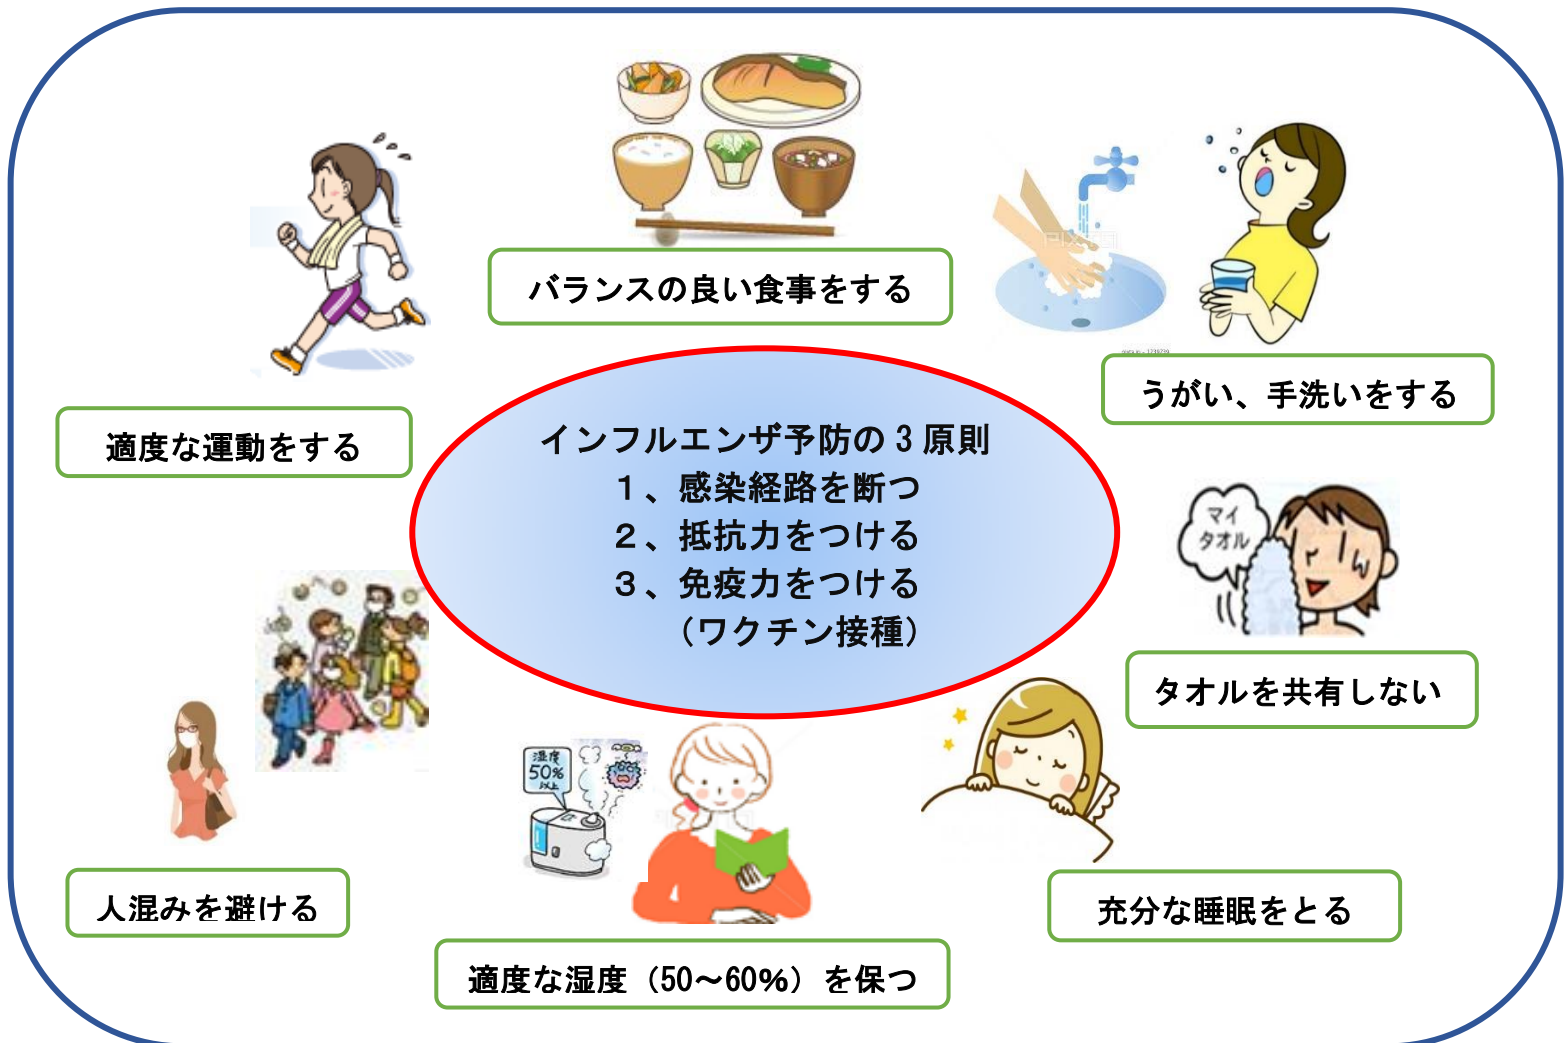 バランスの良い食事をする
うがい、手洗いをする
適度な運動をする
インフルエンザ予防の3原則
1、感染経路を断つ
2、抵抗力をつける
3、免疫力をつける
(ワクチン接種)
マイ
タオル
タオルを共有しない
湿度
50%
以上
人混みを避ける
充分な睡眠をとる
適度な湿度(50~60%)を保つ